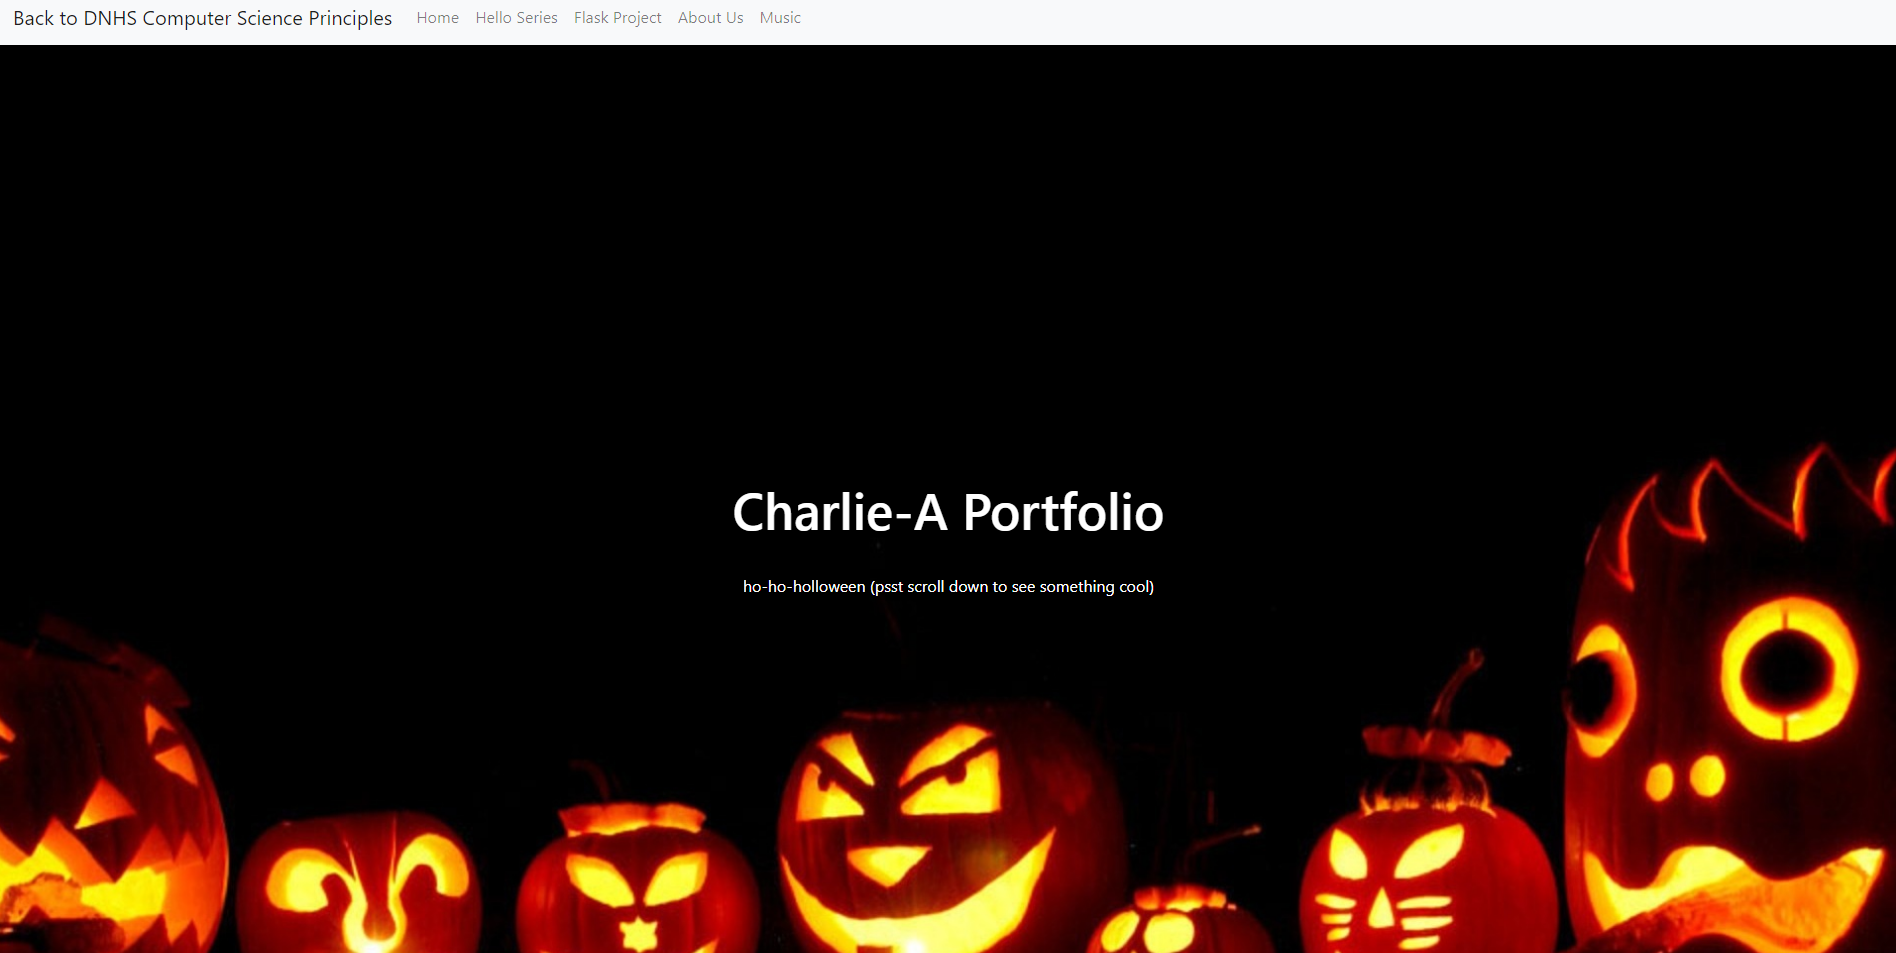 Back to DNHS Computer Science Principles Home Hello Series Flask Project About Us Music
Charlie-A Portfolio
ho-ho-holloween (psst scroll down to see something cool)